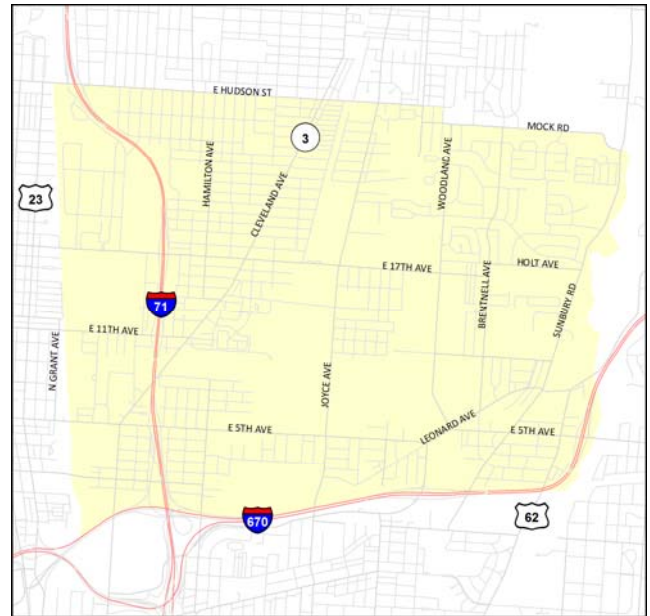 E HUDSON ST
MOCK RD
3
HAMILTON AVE
CLEVELAND AVE
WOODLAND AVE
23
E 17TH AVE
HOLT AVE
BRENTNELL AVE
SUNBURY RD
71
E 11TH AVE
N GRANT AVE
JOYCE AVE
LEONARD AVE
E 5TH AVE
E 5TH AVE
670
62